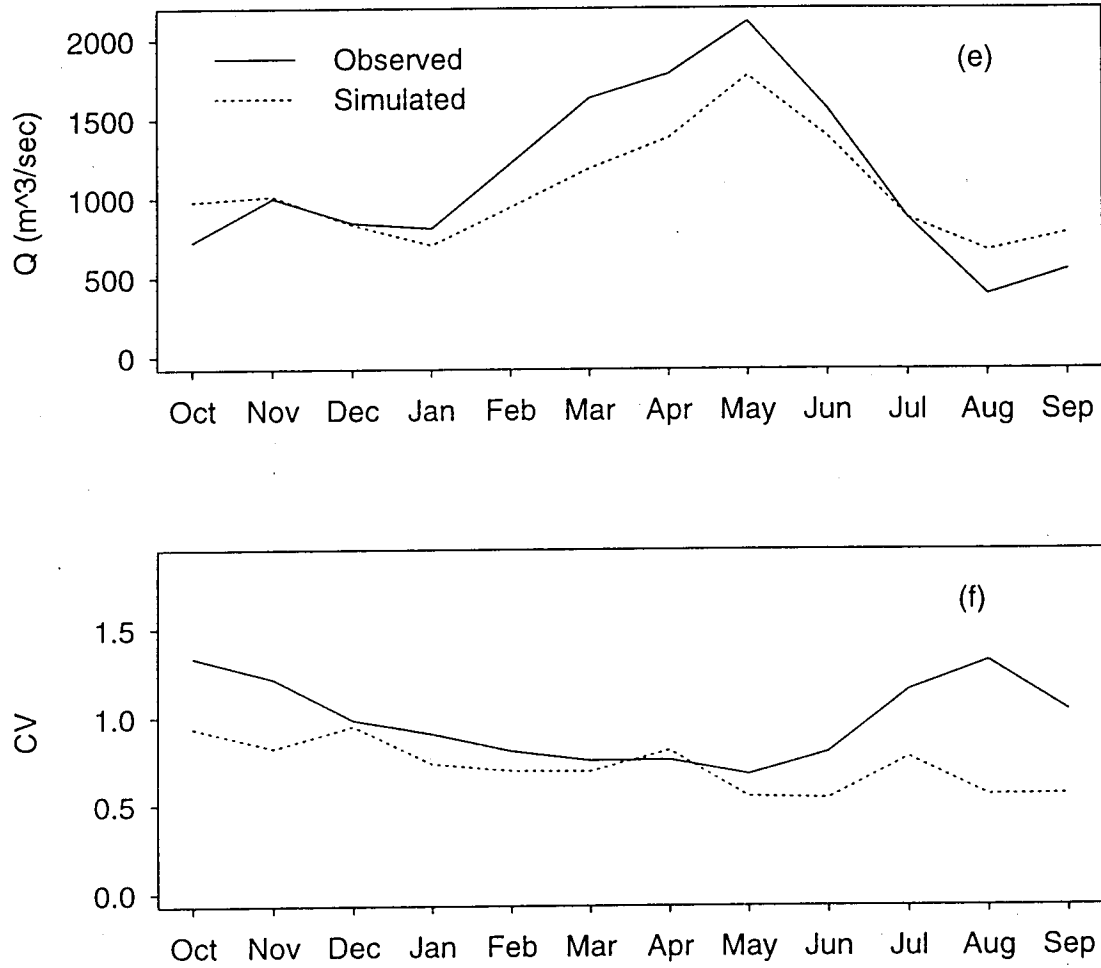 2000
1500
1000
500
0
Q (m^3/sec)
Observed
Simulated
(e)
Oct Nov Dec Jan Feb Mar Apr May Jun Jul Aug Sep
(f)
1.5
1.0
0.5
0.0
CV
Oct Nov Dec Jan Feb Mar Apr May Jun Jul Aug Sep